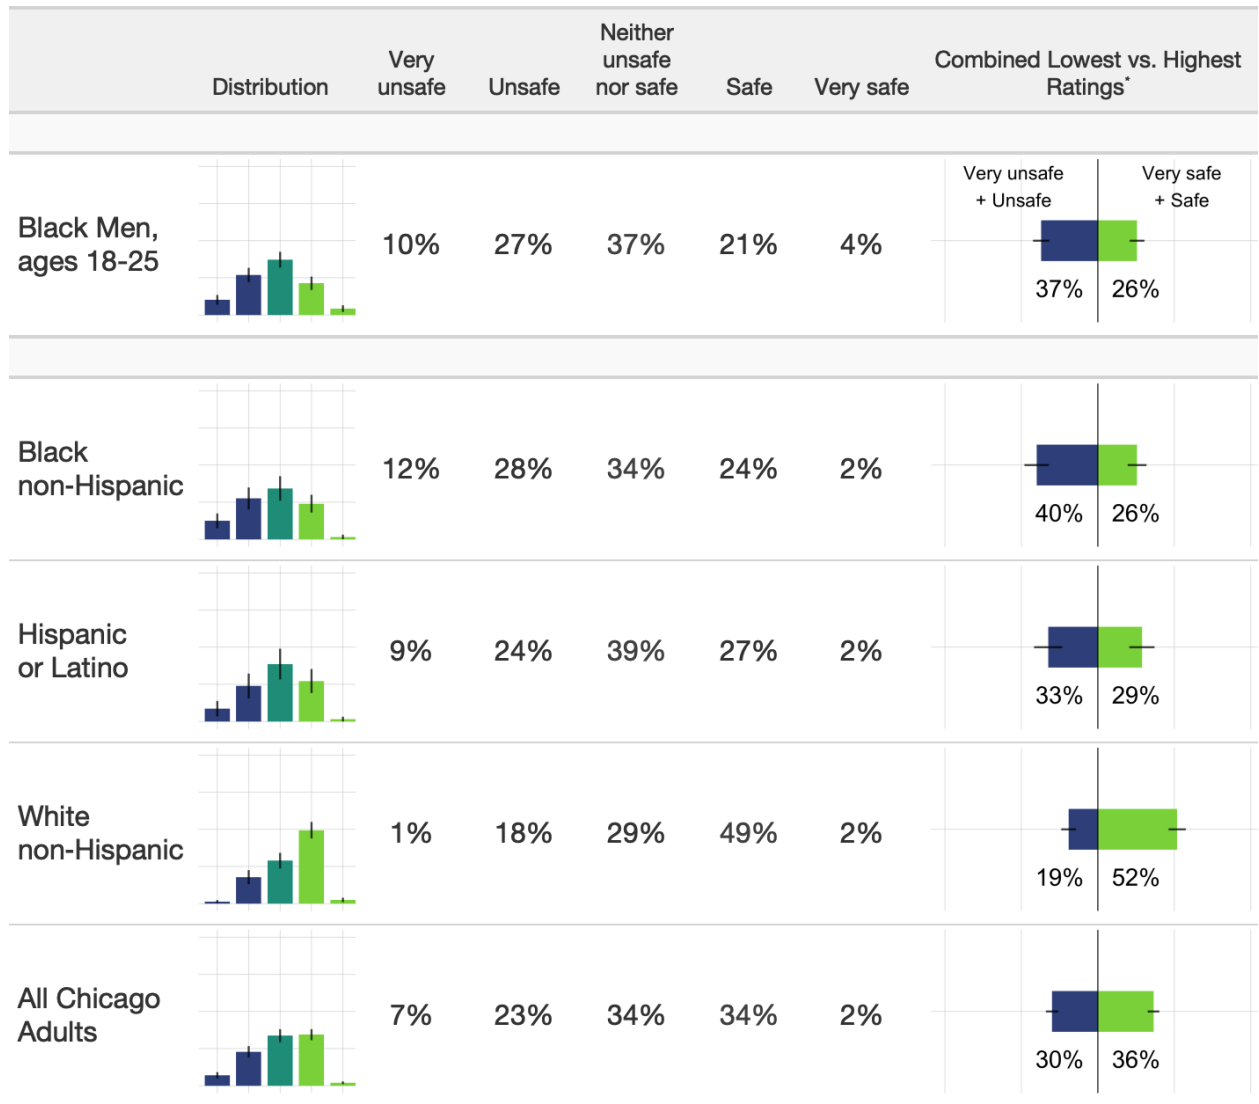 Distribution
Very
unsafe
Unsafe
Neither
unsafe
nor safe
Safe
Very safe
Combined Lowest vs. Highest
Ratings*
Black Men,
ages 18-25
10%
27%
37%
21%
4%
Very unsafe
+ Unsafe
Very safe
+ Safe
37%
26%
Black
non-Hispanic
12%
28%
34%
24%
2%
40%
26%
Hispanic
or Latino
9%
24%
39%
27%
2%
33%
29%
White
non-Hispanic
1%
18%
29%
49%
2%
19%
52%
All Chicago
Adults
7%
23%
34%
34%
2%
30%
36%